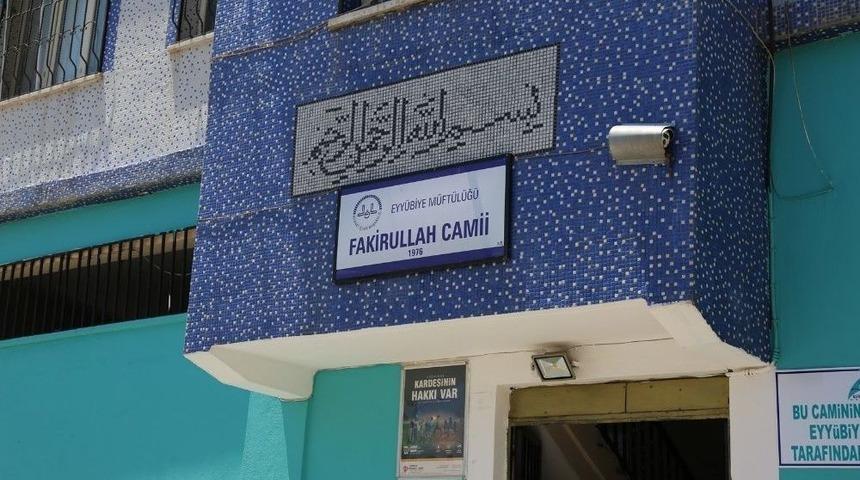 بسم الله الرحمن الرحيم
EYYÜBİYE MÜFTÜLÜĞÜ
FAKİRULLAH CAMİİ
1976
KARDEŞİNİN
HAKKI VAR
BU CAMİNİN
EYYüBİY
TARAFINDA